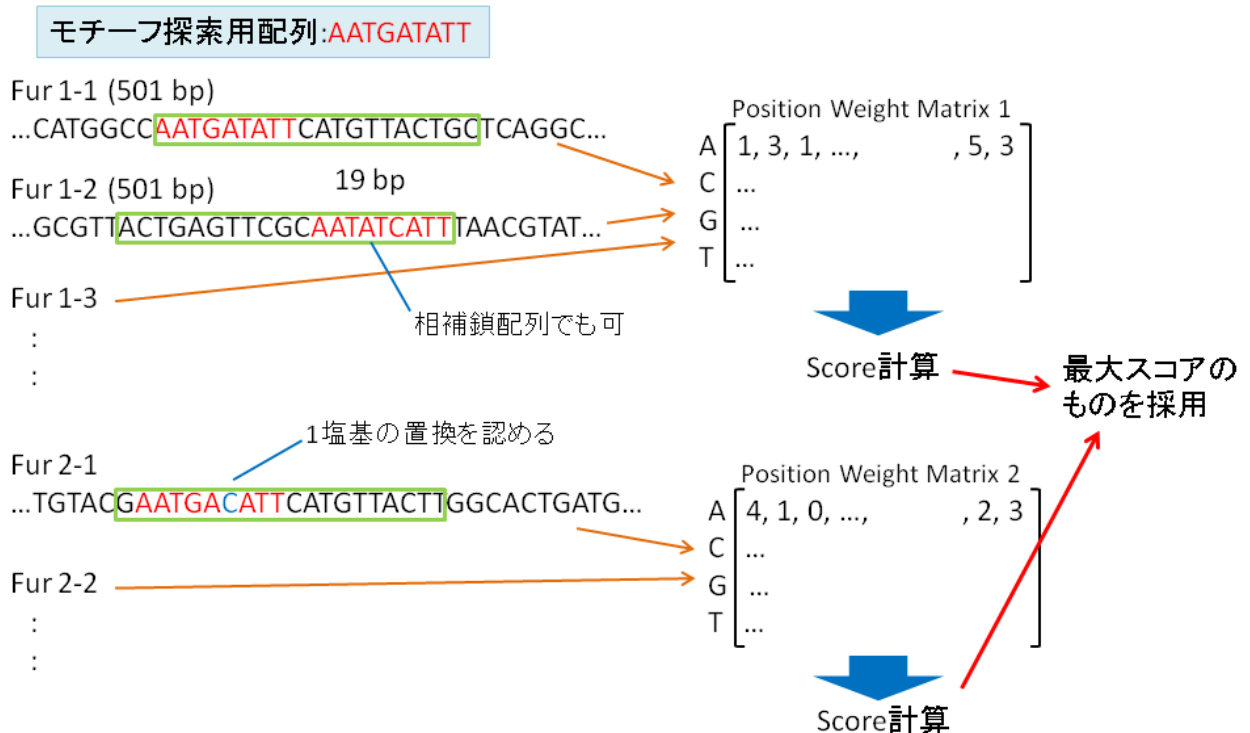 モチーフ探索用配列:AATGATATT
Fur 1-1 (501 bp)
...CATGGCCAATGATATTCATGTTACTGCTCAGGC...
Fur 1-2 (501 bp)
19 bp
...GCGTTACTGAGTTCGCAATATCATTTAACGTAT...
Fur 1-3
:
:
相補鎖配列でも可
Position Weight Matrix 1
A 1, 3, 1, ..., , 5, 3
C ...
G ...
T ...
Score計算
最大スコアの
ものを採用
1塩基の置換を認める
Fur 2-1
...TGTACGAATGACATTCATGTTACTTGGCACTGATG...
Fur 2-2
:
:
Position Weight Matrix 2
A 4, 1, 0, ..., , 2, 3
C ...
G ...
T ...
Score計算